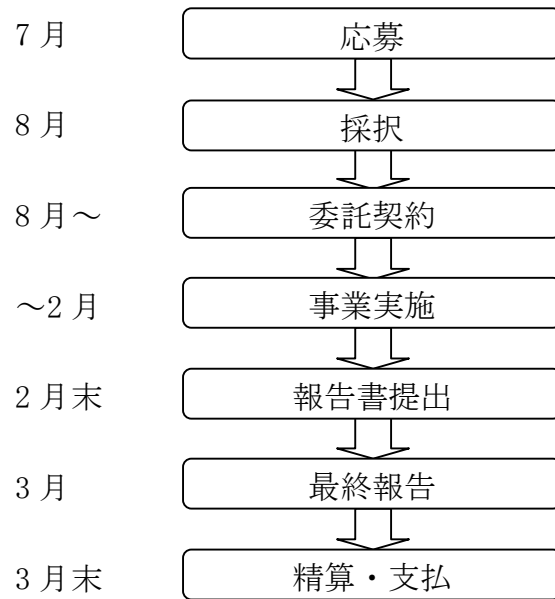 7 月 応募
8 月 採択
8 月～ 委託契約
～2 月 事業実施
2 月末 報告書提出
3 月 最終報告
3 月末 精算・支払